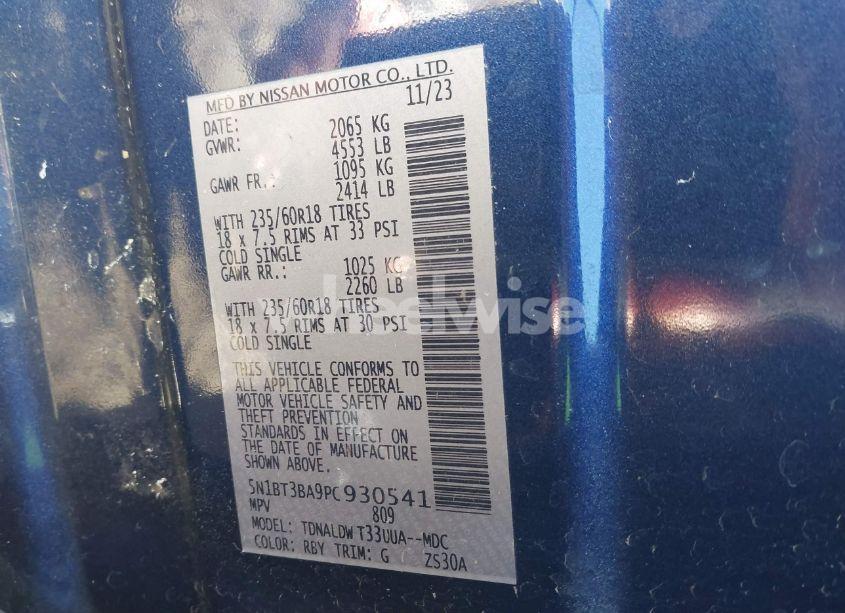 MFD BY NISSAN MOTOR CO., LTD.
DATE: 11/23
GVWR: 2065 KG
4553 LB
GAWR FR.: 1095 KG
2414 LB
WITH 235/60R18 TIRES
18 x 7.5 RIMS AT 33 PSI
COLD SINGLE
GAWR RR.: 1025 KG
2260 LB
WITH 235/60R18 TIRES
18 x 7.5 RIMS AT 30 PSI
COLD SINGLE
THIS VEHICLE CONFORMS TO
ALL APPLICABLE FEDERAL
MOTOR VEHICLE SAFETY AND
THEFT PREVENTION
STANDARDS IN EFFECT ON
THE DATE OF MANUFACTURE
SHOWN ABOVE.
5N1BT3BA9PC930541
MPV 809
MODEL: TDNALDW T33UUA--MDC
COLOR: RBY TRIM: G ZS30A